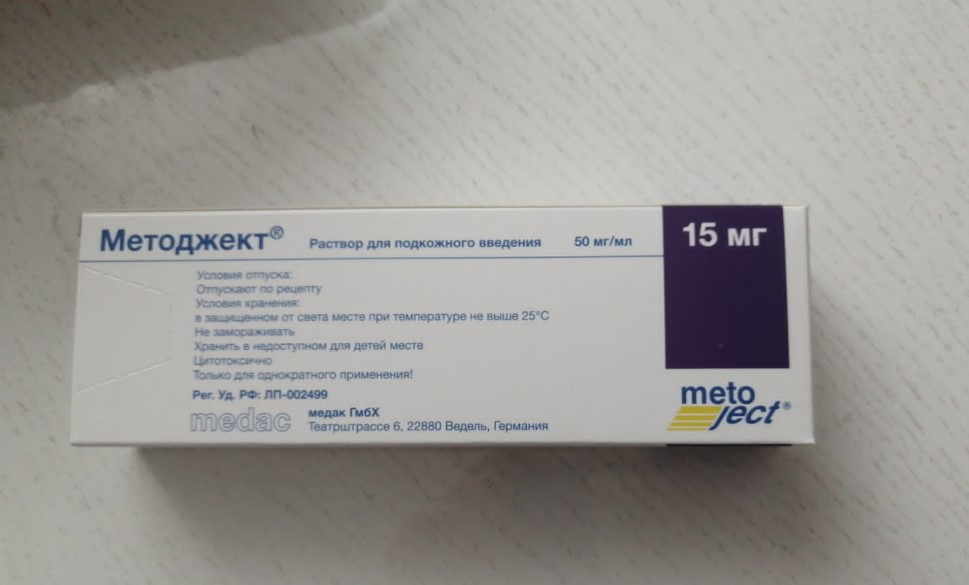 Методжект® Раствор для подкожного введения 50 мг/мл 15 мг
Условия отпуска:
Отпускают по рецепту
Условия хранения:
в защищенном от света месте при температуре не выше 25°C
Не замораживать
Хранить в недоступном для детей месте
Цитотоксично
Только для однократного применения!
Рег. Уд. РФ: ЛП-002499
medac медак ГмбХ
Театрштрассе 6, 22880 Ведель, Германия
meto
ject®